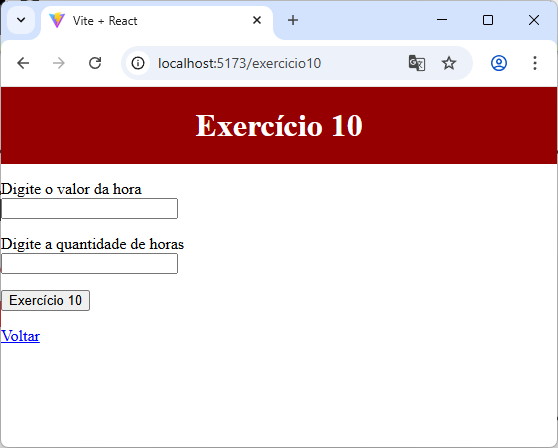 Vite + React
localhost:5173/exercicio10
Exercício 10
Digite o valor da hora
Digite a quantidade de horas
Exercício 10
Voltar